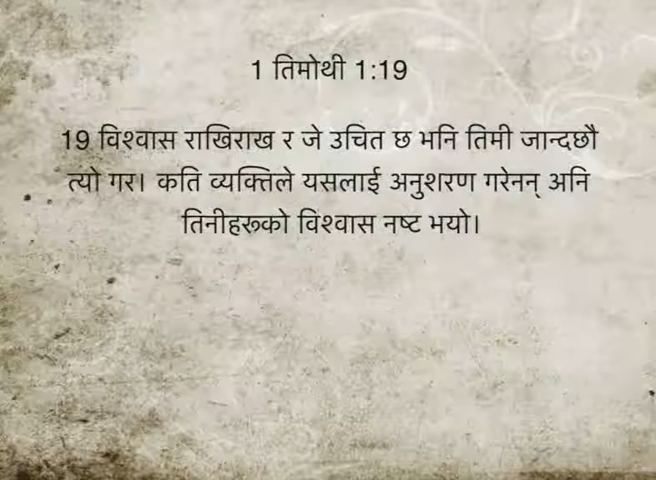 1 तिमोथी 1:19
19 विश्वास राखिराख र जे उचित छ भनि तिमी जान्दछौ
त्यो गर। कति व्यक्तिले यसलाई अनुशरण गरेनन् अनि
तिनीहरूको विश्वास नष्ट भयो।